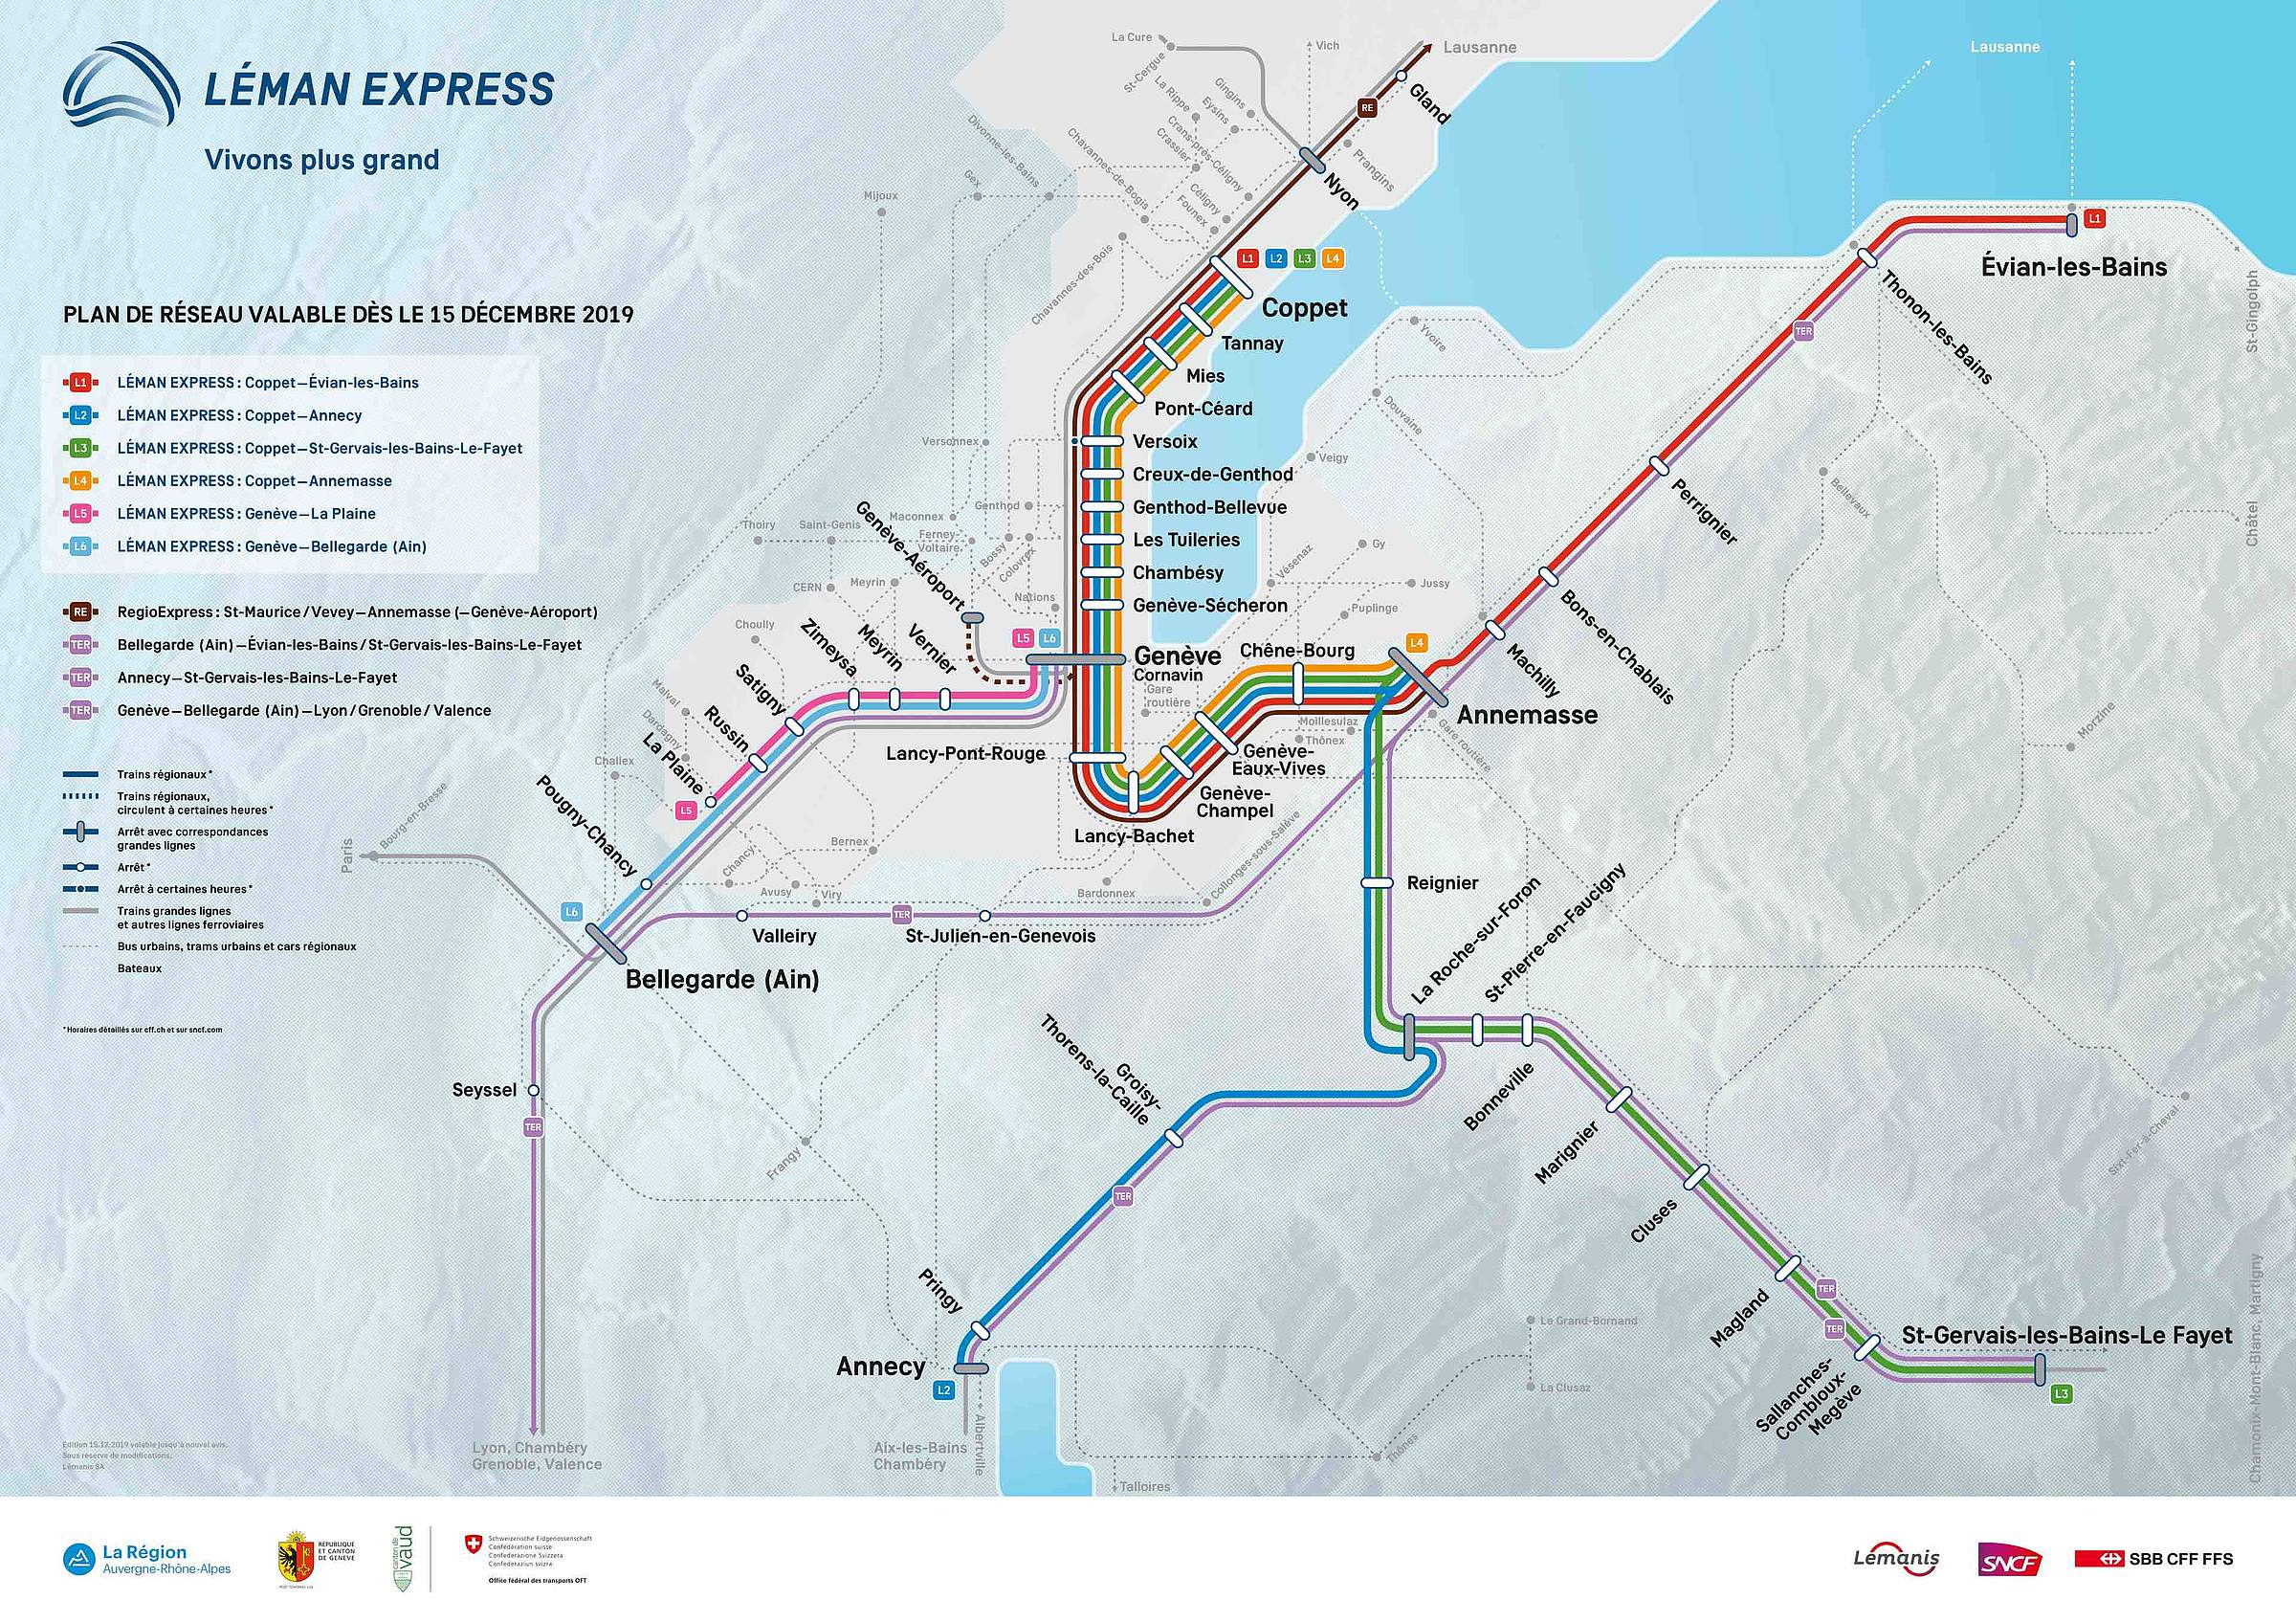 LÉMAN EXPRESS
Vivons plus grand
PLAN DE RÉSEAU VALABLE DÈS LE 15 DÉCEMBRE 2019
L1 LÉMAN EXPRESS : Coppet – Évian-les-Bains
L2 LÉMAN EXPRESS : Coppet – Annecy
L3 LÉMAN EXPRESS : Coppet – St-Gervais-les-Bains-Le-Fayet
L4 LÉMAN EXPRESS : Coppet – Annemasse
L5 LÉMAN EXPRESS : Genève – La Plaine
L6 LÉMAN EXPRESS : Genève – Bellegarde (Ain)
RE RegioExpress : St-Maurice / Vevey – Annemasse (– Genève-Aéroport)
TER Bellegarde (Ain) – Évian-les-Bains / St-Gervais-les-Bains-Le-Fayet
TER Annecy – St-Gervais-les-Bains-Le-Fayet
TER Genève – Bellegarde (Ain) – Lyon / Grenoble / Valence
Trains régionaux*
Trains régionaux,
circulent à certaines heures*
Arrêt avec correspondances
grandes lignes
Arrêt*
Arrêt à certaines heures*
Trains grandes lignes
et autres lignes ferroviaires
Bus urbains, trams urbains et cars régionaux
Bateaux
*Horaires détaillés sur cff.ch et sur sncf.com
La Cure
St-Cergue
Vich
Lausanne
Lausanne
La Rippe
Gingins
Eysins
Crans-près-Céligny
Crassier
RE
Gland
Prangins
Nyon
Divonne-les-Bains
Chavannes-de-Bogis
Gex
Mijoux
Céligny
Founex
Chavannes-des-Bois
L1 L2 L3 L4
Coppet
Tannay
Mies
Pont-Céard
Versoix
Creux-de-Genthod
Genthod-Bellevue
Les Tuileries
Chambésy
Genève-Sécheron
Genève
Cornavin
Gare
routière
L1
Évian-les-Bains
Thonon-les-Bains
TER
St-Gingolph
Châtel
Yvoire
Douvaine
Veigy
Bellevaux
Perrignier
Bons-en-Chablais
Machilly
Versonnex
Genthod
Maconnex
Thoiry
Saint-Genis
Ferney-
Voltaire
Bossy
Colovrex
Genève-Aéroport
CERN
Meyrin
Nations
Vésenaz
Gy
Jussy
Puplinge
Choully
Zimeysa
Meyrin
Vernier
L5 L6
Chêne-Bourg
L4
Annemasse
Moillesulaz
Thônex
Gare routière
Morzine
Satigny
Russin
La Plaine
L5
Malval
Dardagny
Challex
Lancy-Pont-Rouge
Genève-
Eaux-Vives
Genève-
Champel
Lancy-Bachet
Pougny-Chancy
Paris
Bourg-en-Bresse
Bernex
Chancy
Avusy
Viry
Bardonnex
Collonges-sous-Salève
L6
TER
Valleiry
St-Julien-en-Genevois
Bellegarde (Ain)
Reignier
La Roche-sur-Foron
St-Pierre-en-Faucigny
Seyssel
TER
Groisy-
Thorens-la-Caille
TER
Frangy
Bonneville
Marignier
Cluses
Magland
TER
TER
Sallanches-
Combloux-
Megève
St-Gervais-les-Bains-Le Fayet
L3
Sixt-Fer-à-Cheval
Chamonix-Mont-Blanc, Martigny
Pringy
Annecy
L2
Le Grand-Bornand
La Clusaz
Thônes
Talloires
Albertville
Aix-les-Bains
Chambéry
Lyon, Chambéry
Grenoble, Valence
Edition 15.12.2019 valable jusqu'à nouvel avis.
Sous réserve de modifications.
Lémanis SA
La Région
Auvergne-Rhône-Alpes
REPUBLIQUE
ET CANTON
DE GENEVE
POST TENEBRAS LUX
canton de
vaud
Schweizerische Eidgenossenschaft
Confédération suisse
Confederazione Svizzera
Confederaziun svizra
Office fédéral des transports OFT
Lémanis
SNCF
SBB CFF FFS